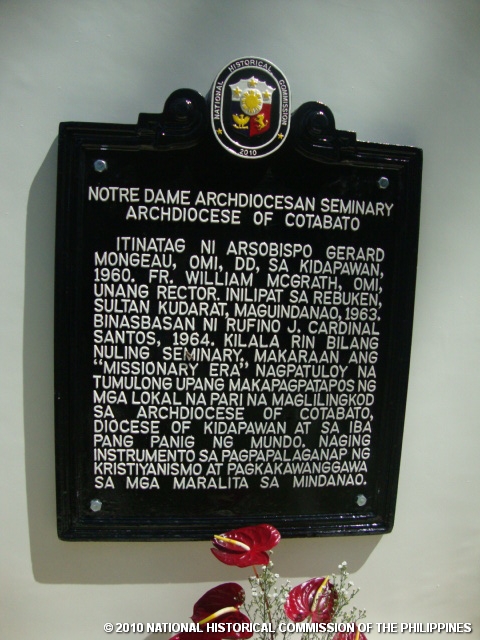 NATIONAL HISTORICAL COMMISSION
2010
NOTRE DAME ARCHDIOCESAN SEMINARY
ARCHDIOCESE OF COTABATO
ITINATAG NI ARSOBISPO GERARD
MONGEAU, OMI, DD, SA KIDAPAWAN,
1960. FR. WILLIAM MCGRATH, OMI,
UNANG RECTOR. INILIPAT SA REBUKEN,
SULTAN KUDARAT, MAGUINDANAO, 1963.
BINASBASAN NI RUFINO J. CARDINAL
SANTOS, 1964. KILALA RIN BILANG
NULING SEMINARY, MAKARAAN ANG
"MISSIONARY ERA" NAGPATULOY NA
TUMULONG UPANG MAKAPAGPATAPOS NG
MGA LOKAL NA PARI NA MAGLILINGKOD
SA ARCHDIOCESE OF COTABATO,
DIOCESE OF KIDAPAWAN AT SA IBA
PANG PANIG NG MUNDO. NAGING
INSTRUMENTO SA PAGPAPALAGANAP NG
KRISTIYANISMO AT PAGKAKAWANGGAWA
SA MGA MARALITA SA MINDANAO.
© 2010 NATIONAL HISTORICAL COMMISSION OF THE PHILIPPINES